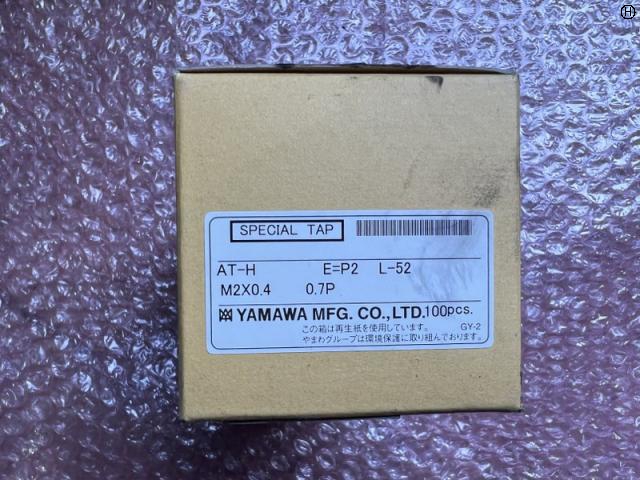 SPECIAL TAP
AT-H E=P2 L-52
M2X0.4 0.7P
YAMAWA MFG. CO.,LTD. 100pcs.
この箱は再生紙を使用しています。 GY-2
やまわグループは環境保護に取り組んでおります。
H